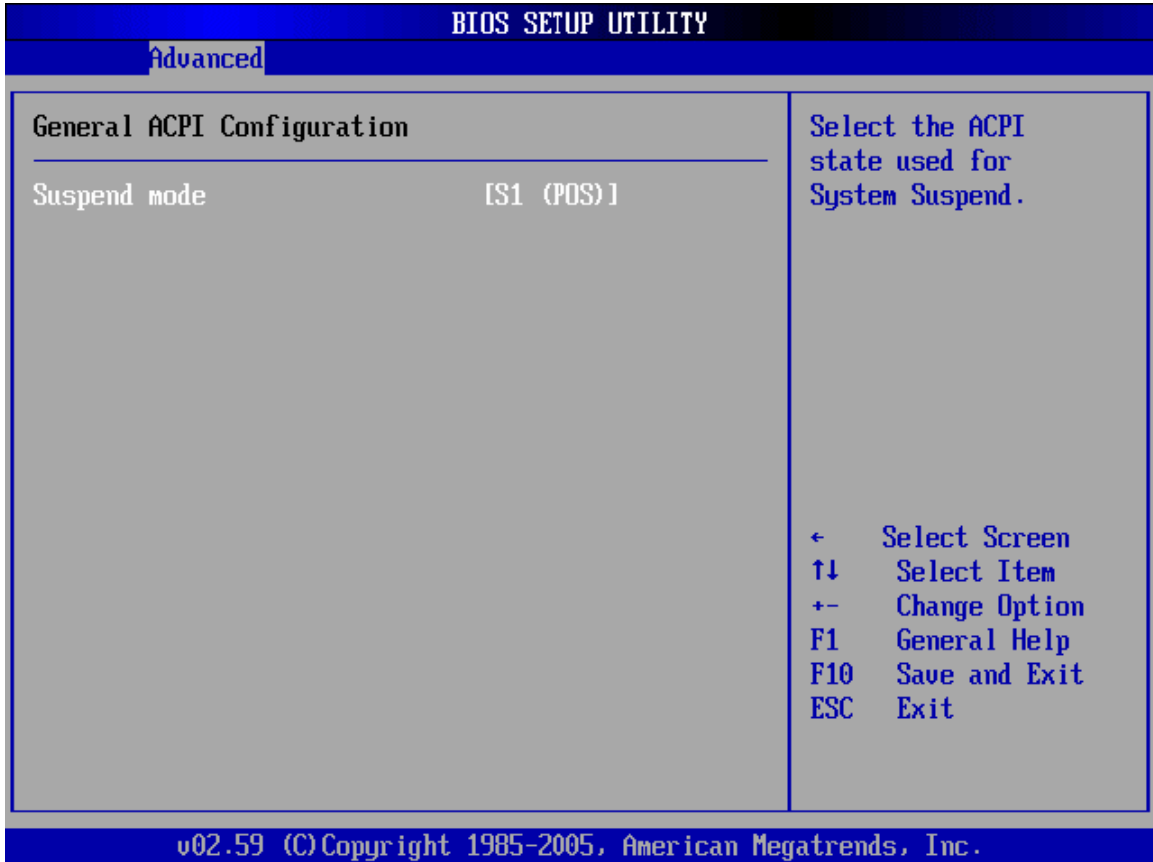 BIOS SETUP UTILITY
Advanced
General ACPI Configuration
Suspend mode [S1 (POS)]
Select the ACPI
state used for
System Suspend.
← Select Screen
↑↓ Select Item
+- Change Option
F1 General Help
F10 Save and Exit
ESC Exit
v02.59 (C)Copyright 1985-2005, American Megatrends, Inc.